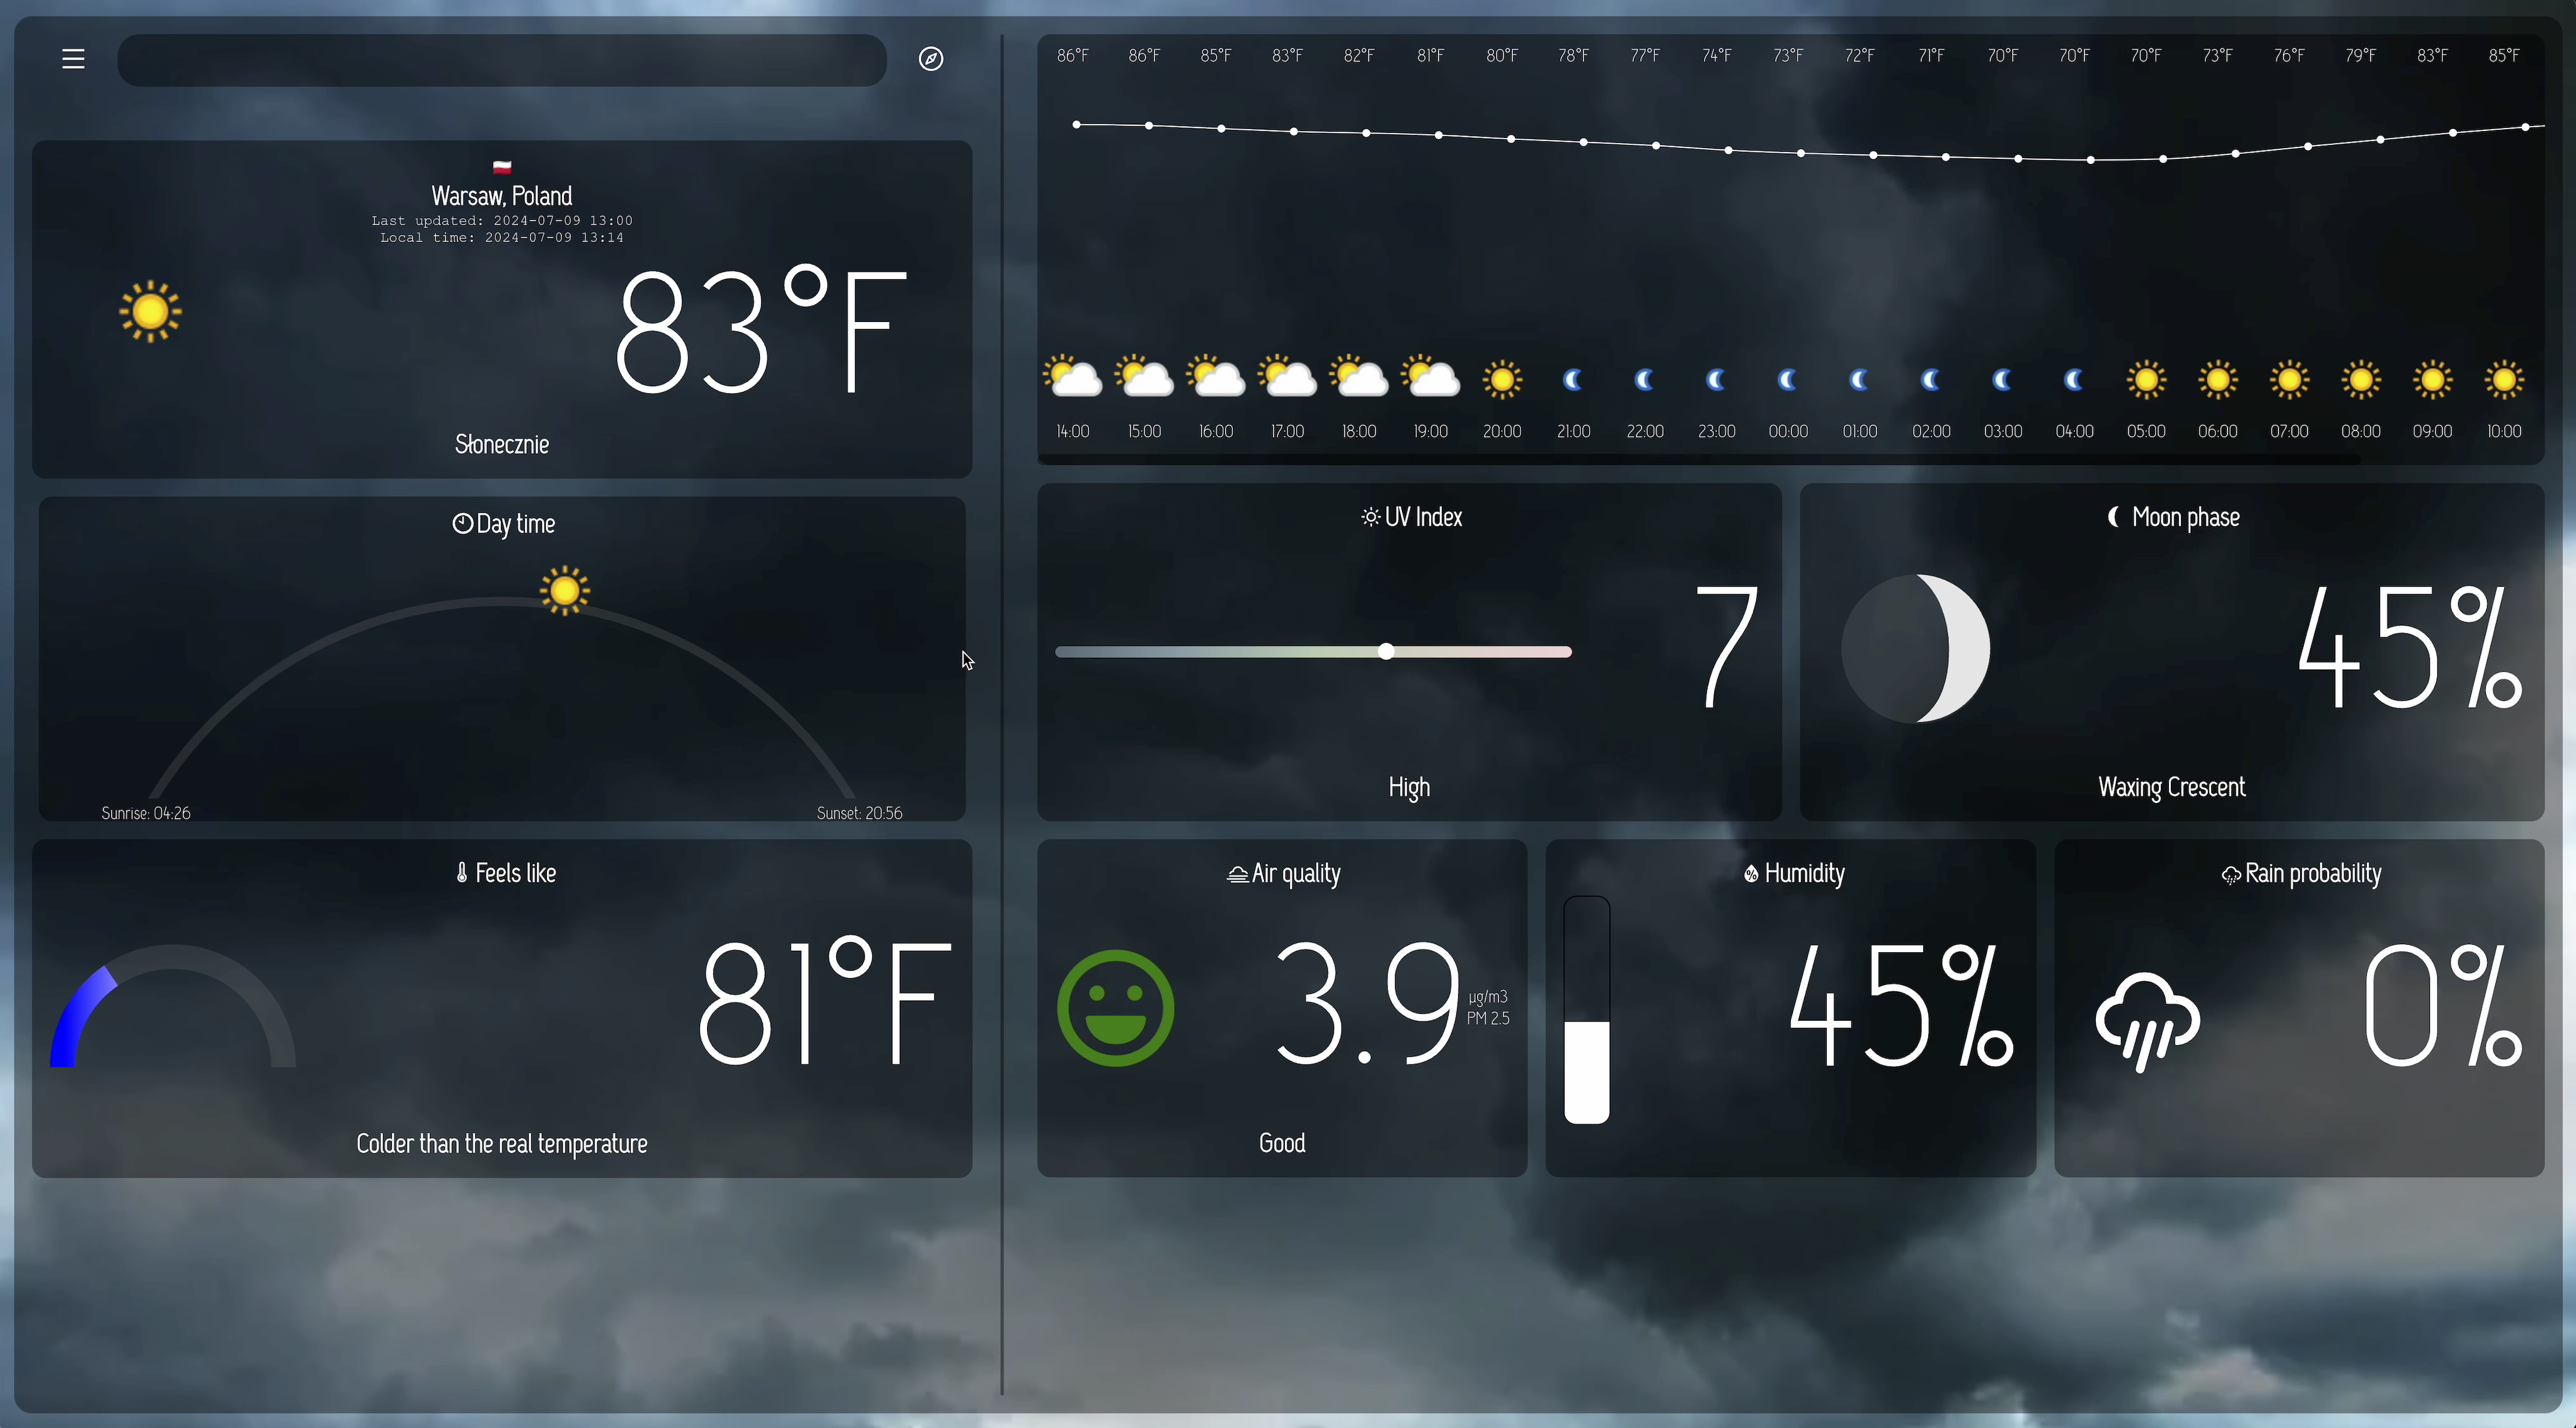 Warsaw, Poland
Last updated: 2024-07-09 13:00
Local time: 2024-07-09 13:14
83°F
Słonecznie
Day time
Sunrise: 04:26 Sunset: 20:56
Feels like
81°F
Colder than the real temperature
86°F 86°F 85°F 83°F 82°F 81°F 80°F 78°F 77°F 74°F 73°F 72°F 71°F 70°F 70°F 70°F 73°F 76°F 79°F 83°F 85°F
14:00 15:00 16:00 17:00 18:00 19:00 20:00 21:00 22:00 23:00 00:00 01:00 02:00 03:00 04:00 05:00 06:00 07:00 08:00 09:00 10:00
UV Index
7
High
Moon phase
45%
Waxing Crescent
Air quality
3.9
µg/m3
PM 2.5
Good
Humidity
45%
Rain probability
0%